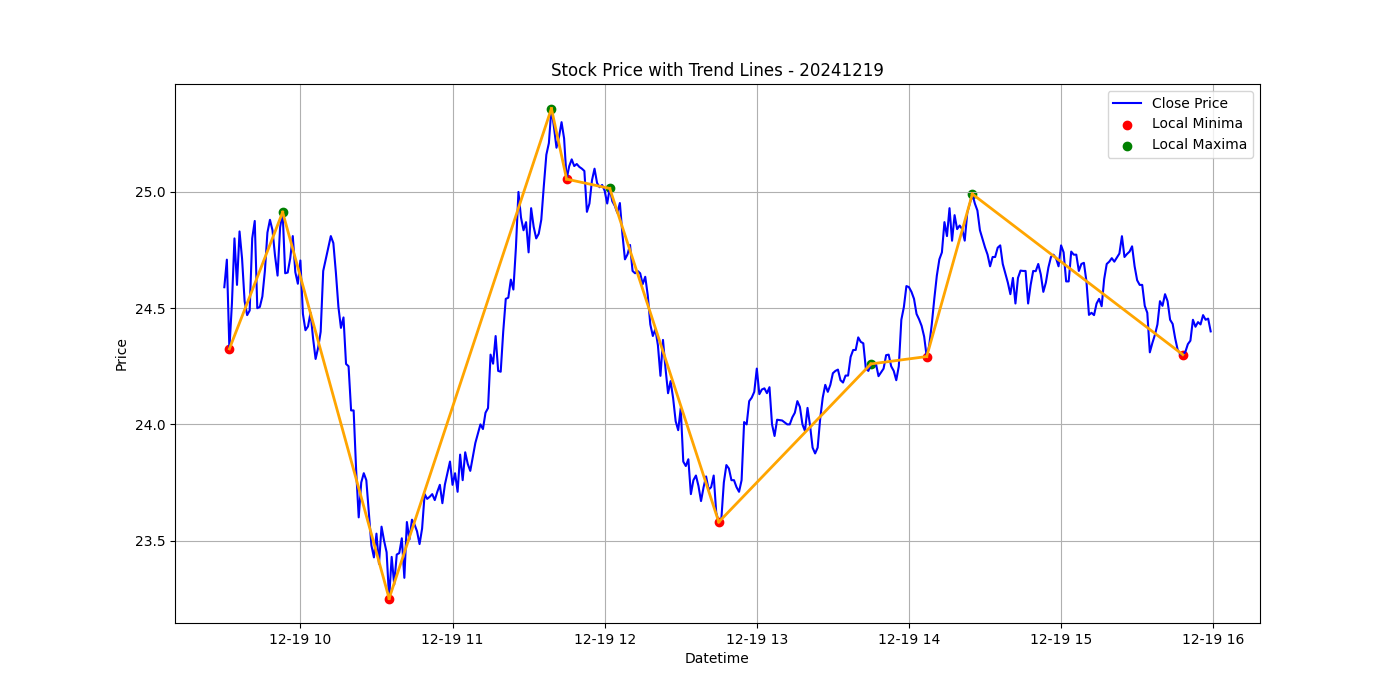 Stock Price with Trend Lines - 20241219
Close Price
Local Minima
Local Maxima
Price
25.0
24.5
24.0
23.5
12-19 10 12-19 11 12-19 12 12-19 13 12-19 14 12-19 15 12-19 16
Datetime